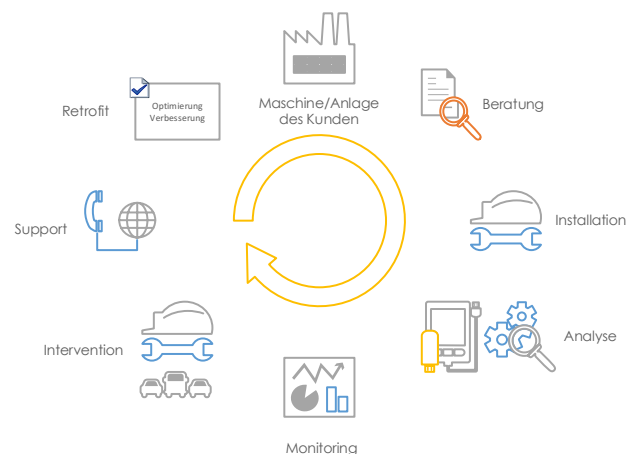 Maschine/Anlage
des Kunden
Beratung
Installation
Analyse
Monitoring
Intervention
Support
Retrofit
Optimierung
Verbesserung